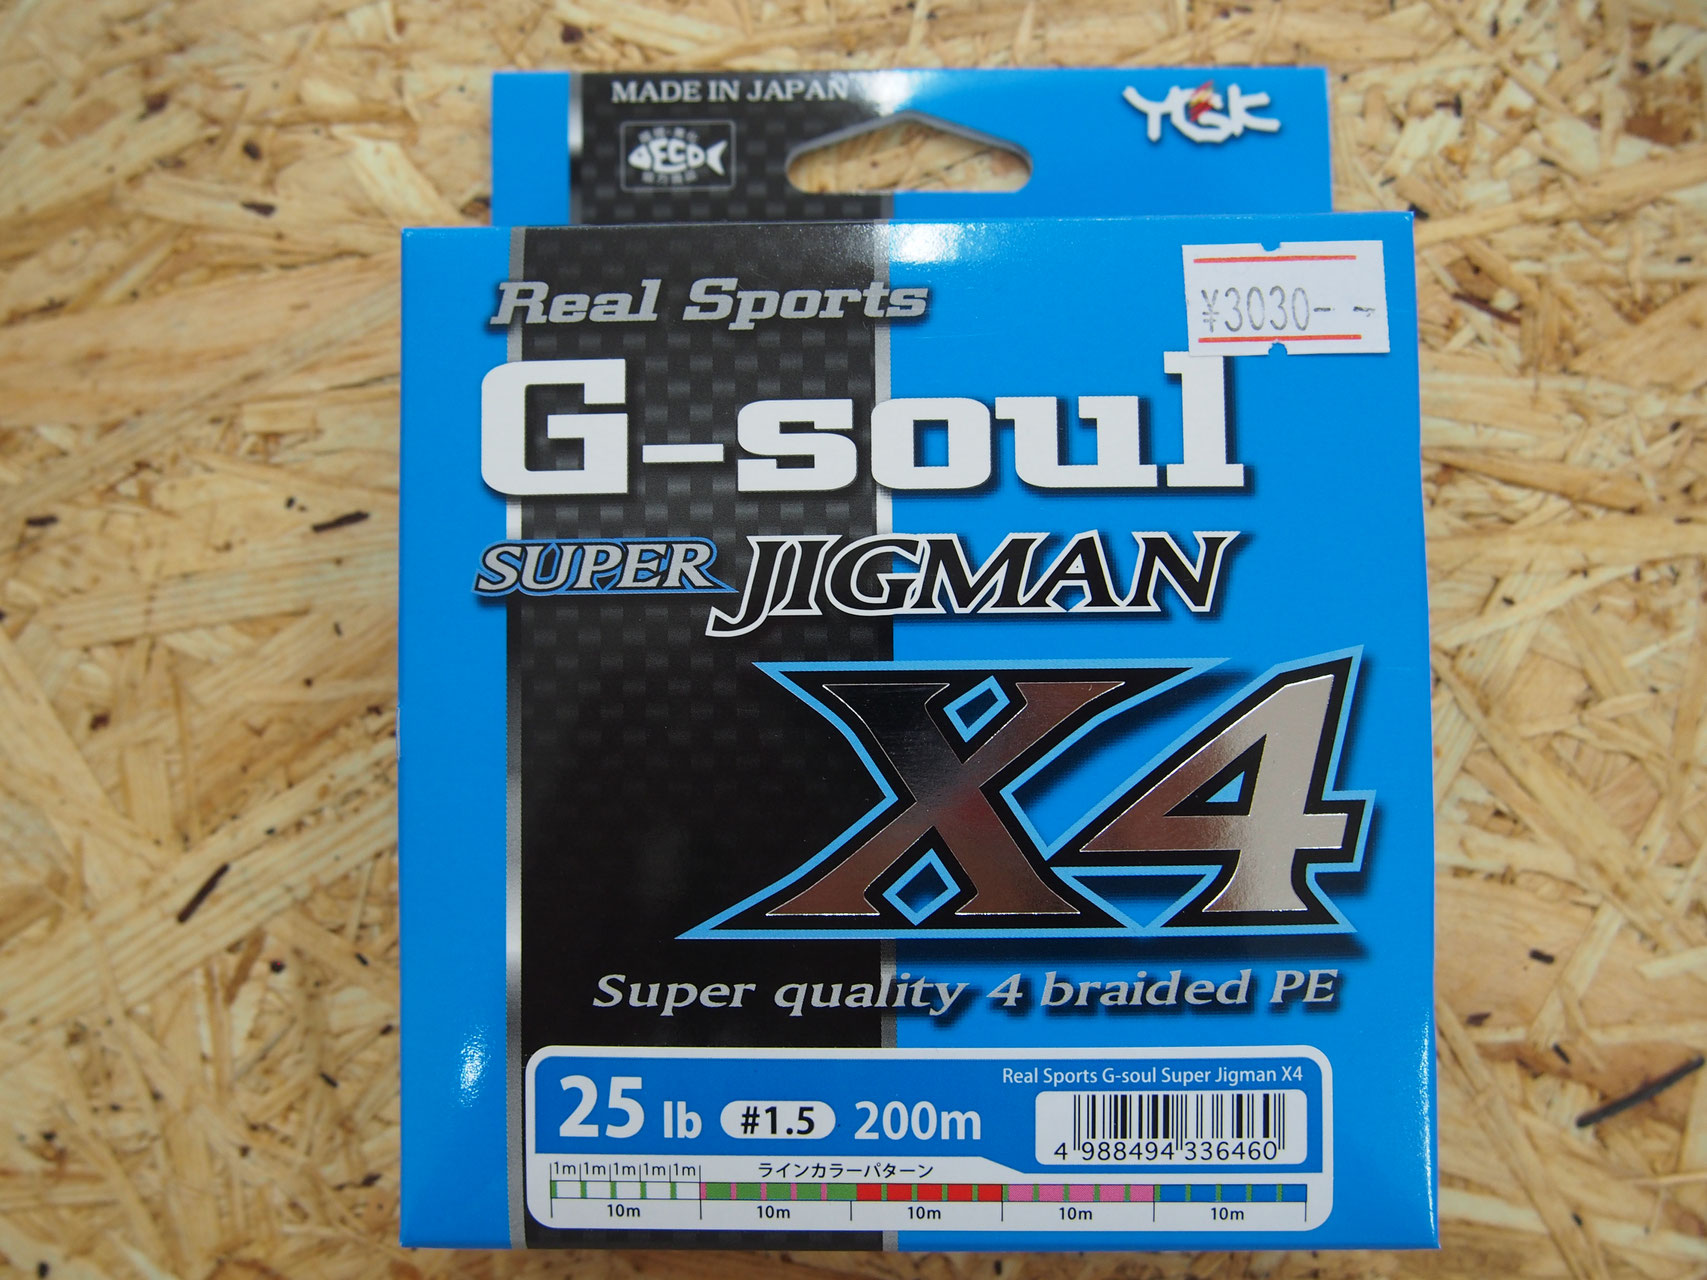 MADE IN JAPAN
YGK
ECO
Real Sports
¥3030-
G-soul
SUPER JIGMAN
X4
Super quality 4 braided PE
Real Sports G-soul Super Jigman X4
25 lb #1.5 200m
4 988494 336460
1m 1m 1m 1m 1m ラインカラーパターン
10m 10m 10m 10m 10m